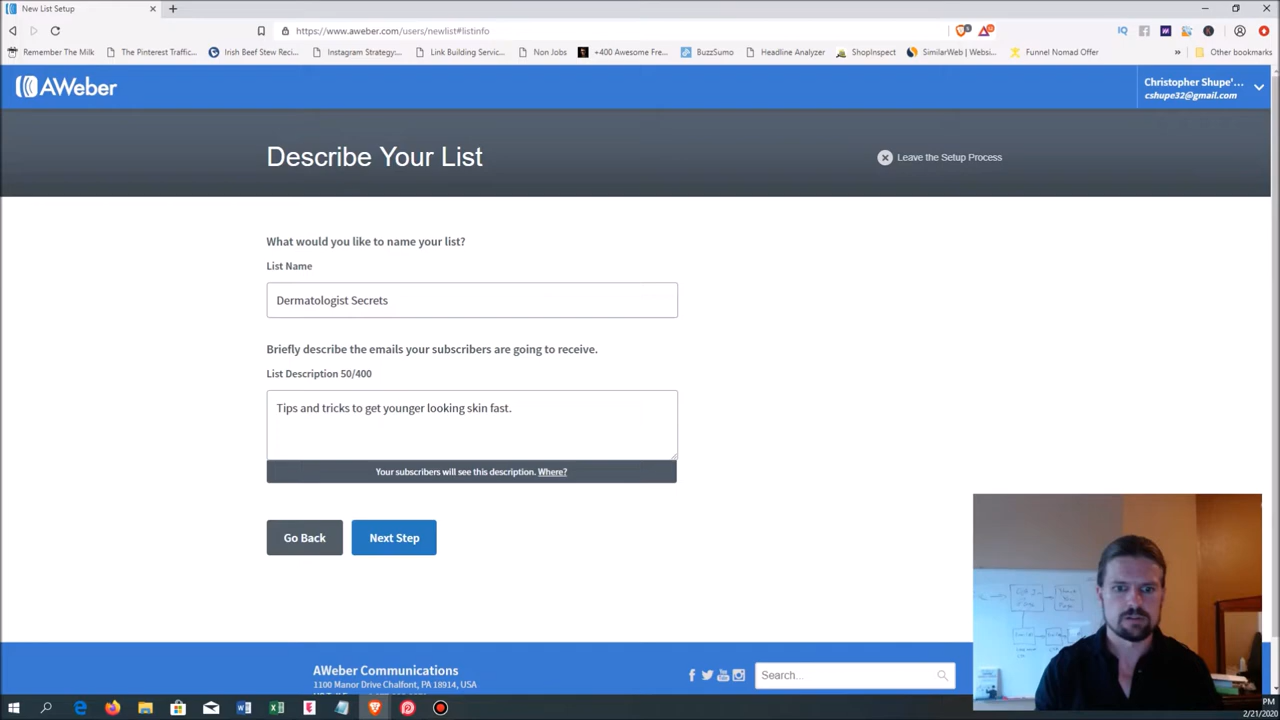 New List Setup
https://www.aweber.com/users/newlist#listinfo
Remember The Milk
The Pinterest Traffic...
Irish Beef Stew Reci...
Instagram Strategy:...
Link Building Servic...
Non Jobs
+400 Awesome Fre...
BuzzSumo
Headline Analyzer
ShopInspect
SimilarWeb | Websi...
Funnel Nomad Offer
»
Other bookmarks
AWeber
Christopher Shupe'...
cshupe32@gmail.com
Describe Your List
Leave the Setup Process
What would you like to name your list?
List Name
Dermatologist Secrets
Briefly describe the emails your subscribers are going to receive.
List Description 50/400
Tips and tricks to get younger looking skin fast.
Your subscribers will see this description. Where?
Go Back
Next Step
AWeber Communications
1100 Manor Drive Chalfont, PA 18914, USA
Search...
PM
2/21/2020